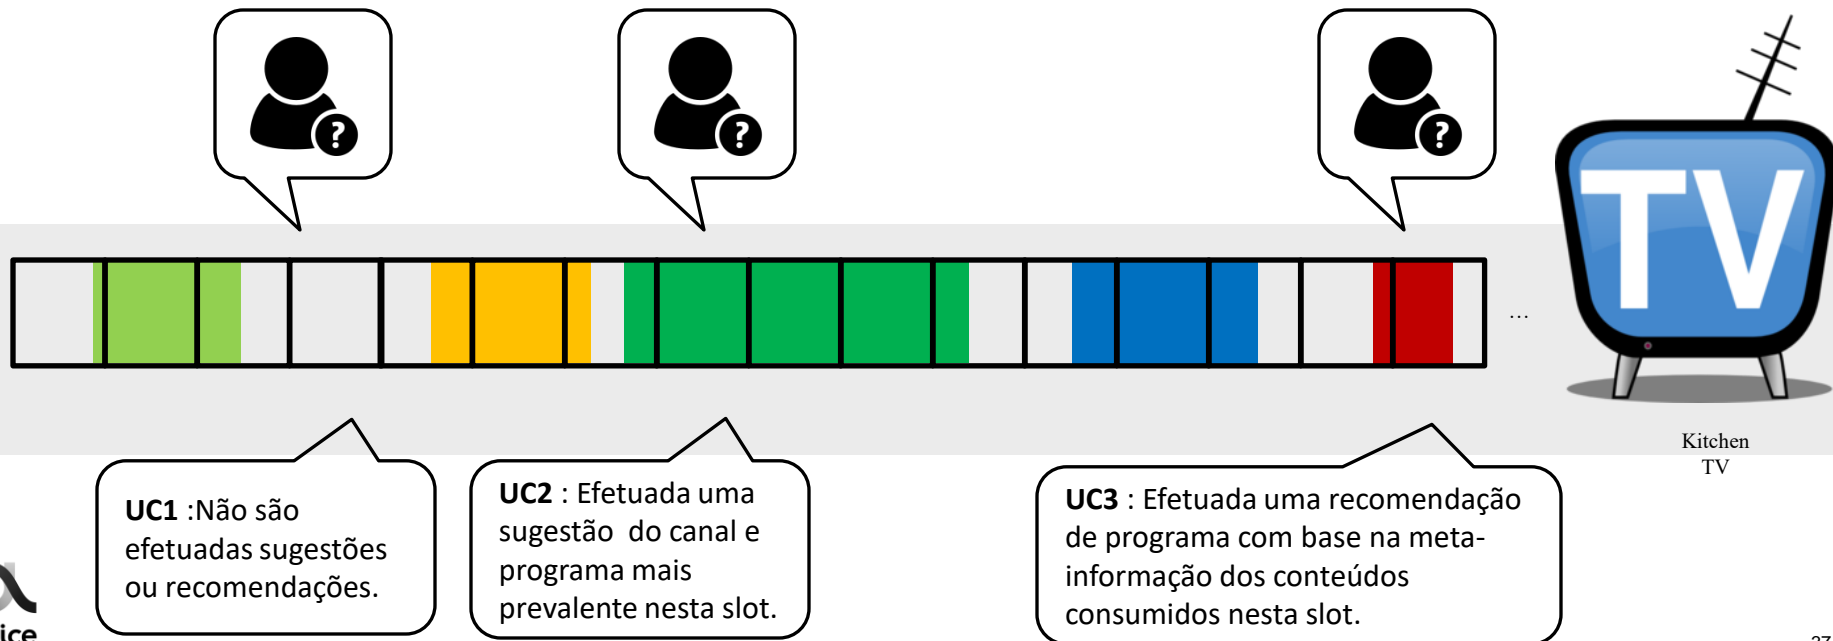 ?
?
?
TV
...
Kitchen
TV
UC1 :Não são
efetuadas sugestões
ou recomendações.
UC2 : Efetuada uma
sugestão do canal e
programa mais
prevalente nesta slot.
UC3 : Efetuada uma recomendação
de programa com base na meta-
informação dos conteúdos
consumidos nesta slot.